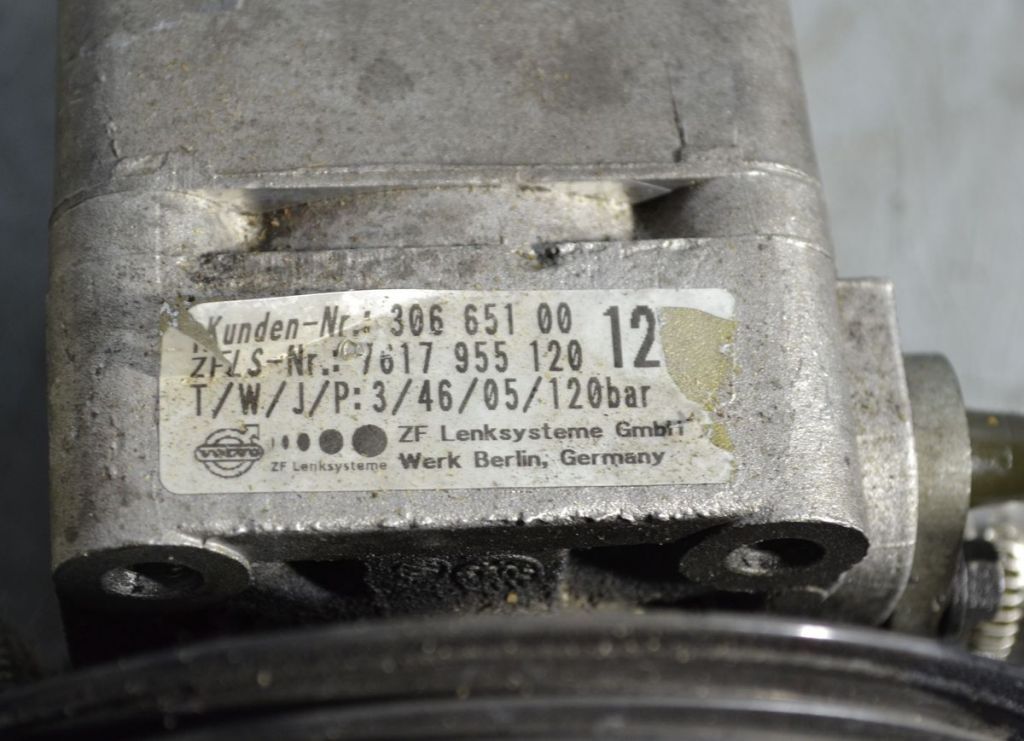 Kunden-Nr.: 306 651 00
12
ZFLS-Nr.: 7617 955 120
T/W/J/P: 3/46/05/120bar
VOLVO
ZF Lenksysteme
ZF Lenksysteme GmbH
Werk Berlin, Germany